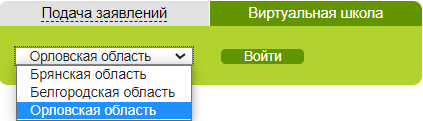 Подача заявлений Виртуальная школа
Орловская область Войти
Брянская область
Белгородская область
Орловская область